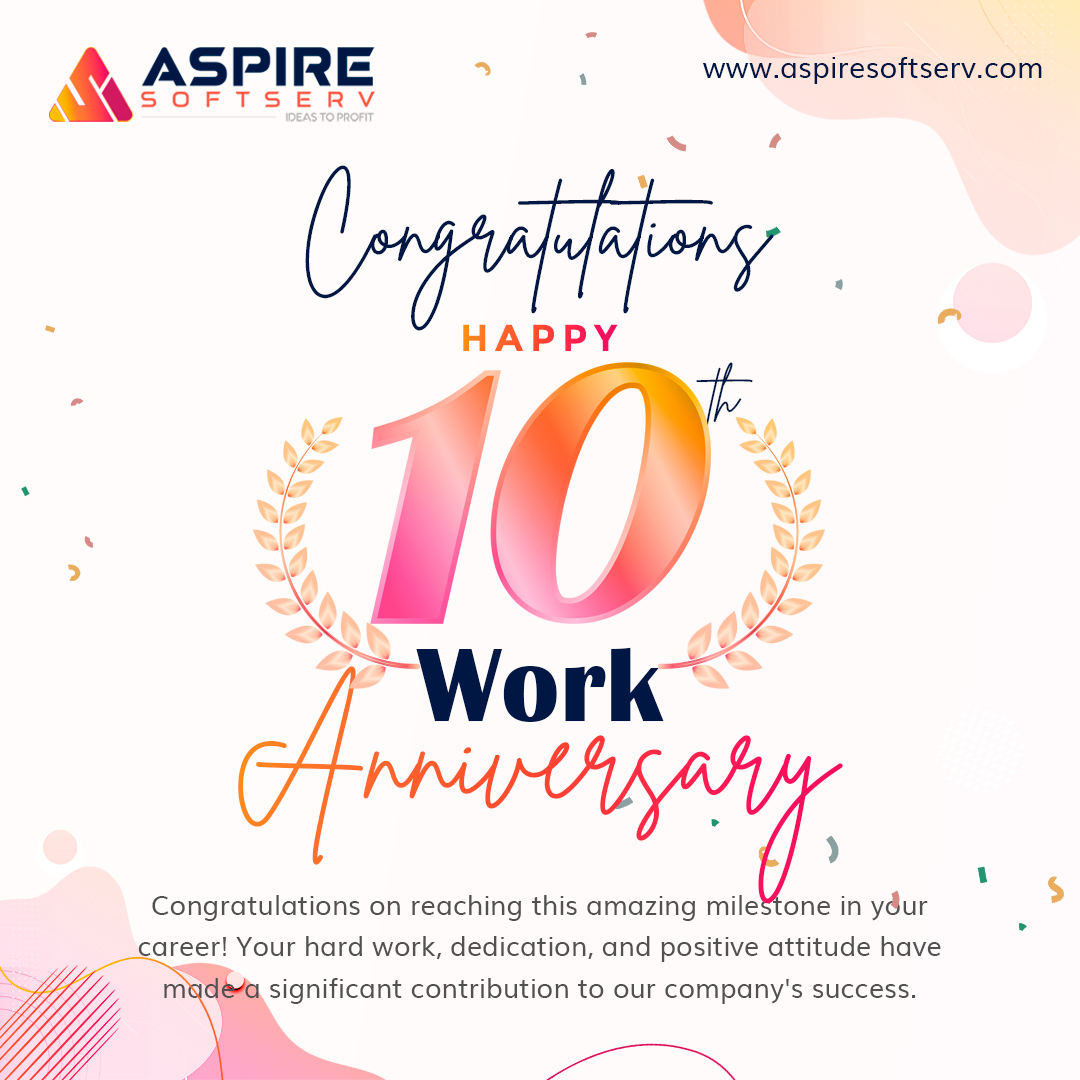 ASPIRE
SOFTSERV
IDEAS TO PROFIT
www.aspiresoftserv.com
Congratulations
HAPPY
10th
Work
Anniversary
Congratulations on reaching this amazing milestone in your
career! Your hard work, dedication, and positive attitude have
made a significant contribution to our company's success.